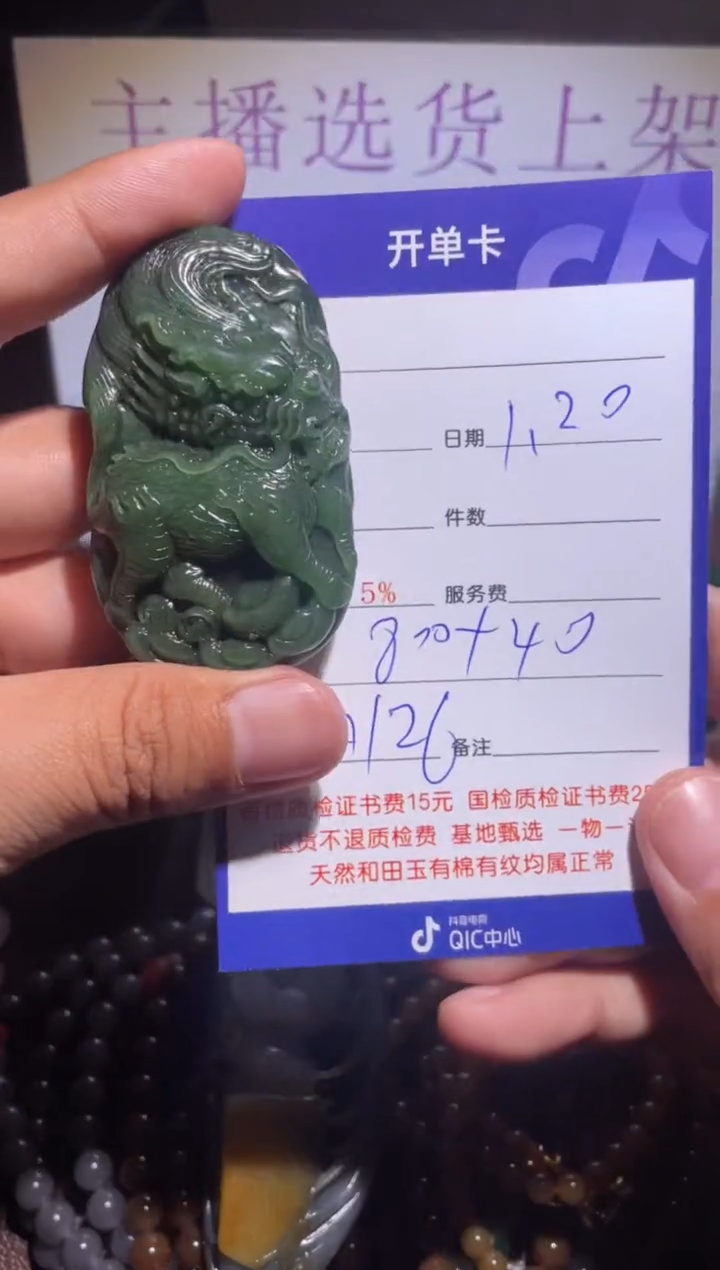 主播选货上架
开单卡
日期 1.20
件数
5% 服务费
800+40
126 备注
检证书费15元 国检质检证书费2
退货不退质检费 基地甄选 一物一
天然和田玉有棉有纹均属正常
抖音电商
QIC中心